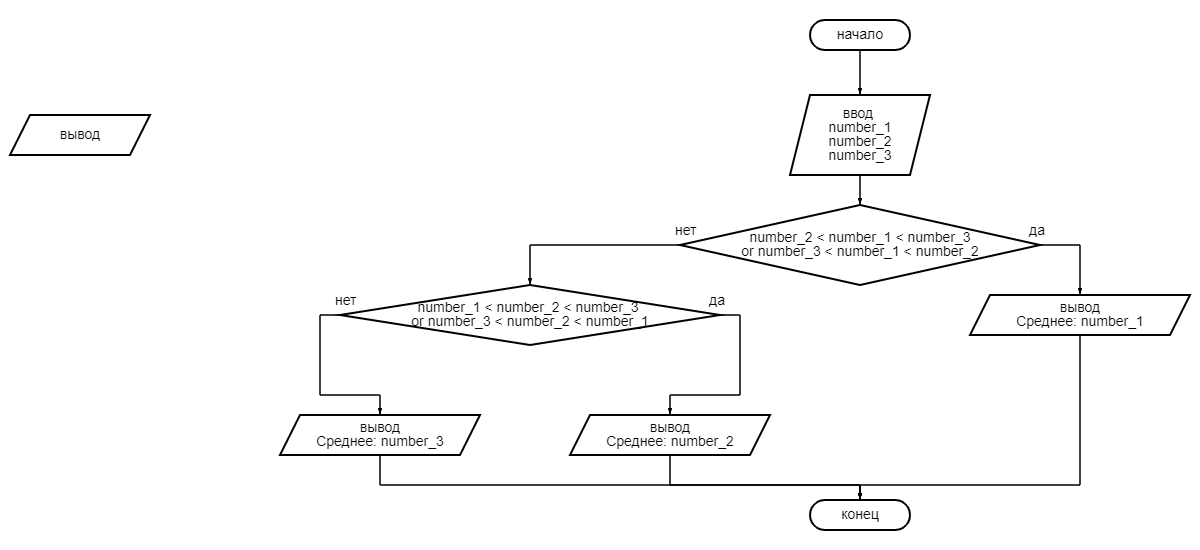 начало
вывод
ввод
number_1
number_2
number_3
нет
да
number_2 < number_1 < number_3
or number_3 < number_1 < number_2
нет
да
number_1 < number_2 < number_3
or number_3 < number_2 < number_1
вывод
Среднее: number_1
вывод
Среднее: number_3
вывод
Среднее: number_2
конец